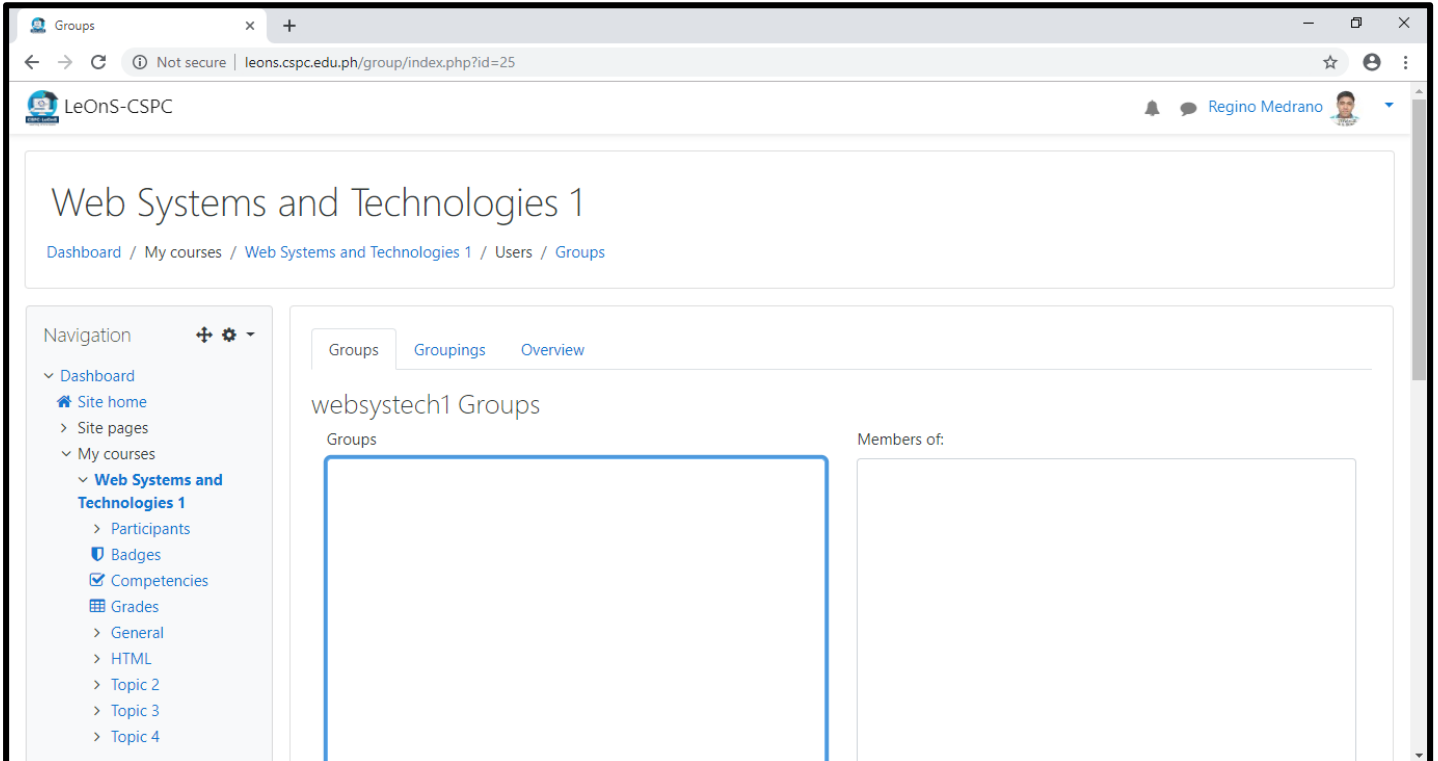 Groups
Not secure | leons.cspc.edu.ph/group/index.php?id=25
LeOnS-CSPC
Regino Medrano
Web Systems and Technologies 1
Dashboard / My courses / Web Systems and Technologies 1 / Users / Groups
Navigation
Dashboard
Site home
Site pages
My courses
Web Systems and
Technologies 1
Participants
Badges
Competencies
Grades
General
HTML
Topic 2
Topic 3
Topic 4
Groups Groupings Overview
websystech1 Groups
Groups
Members of: